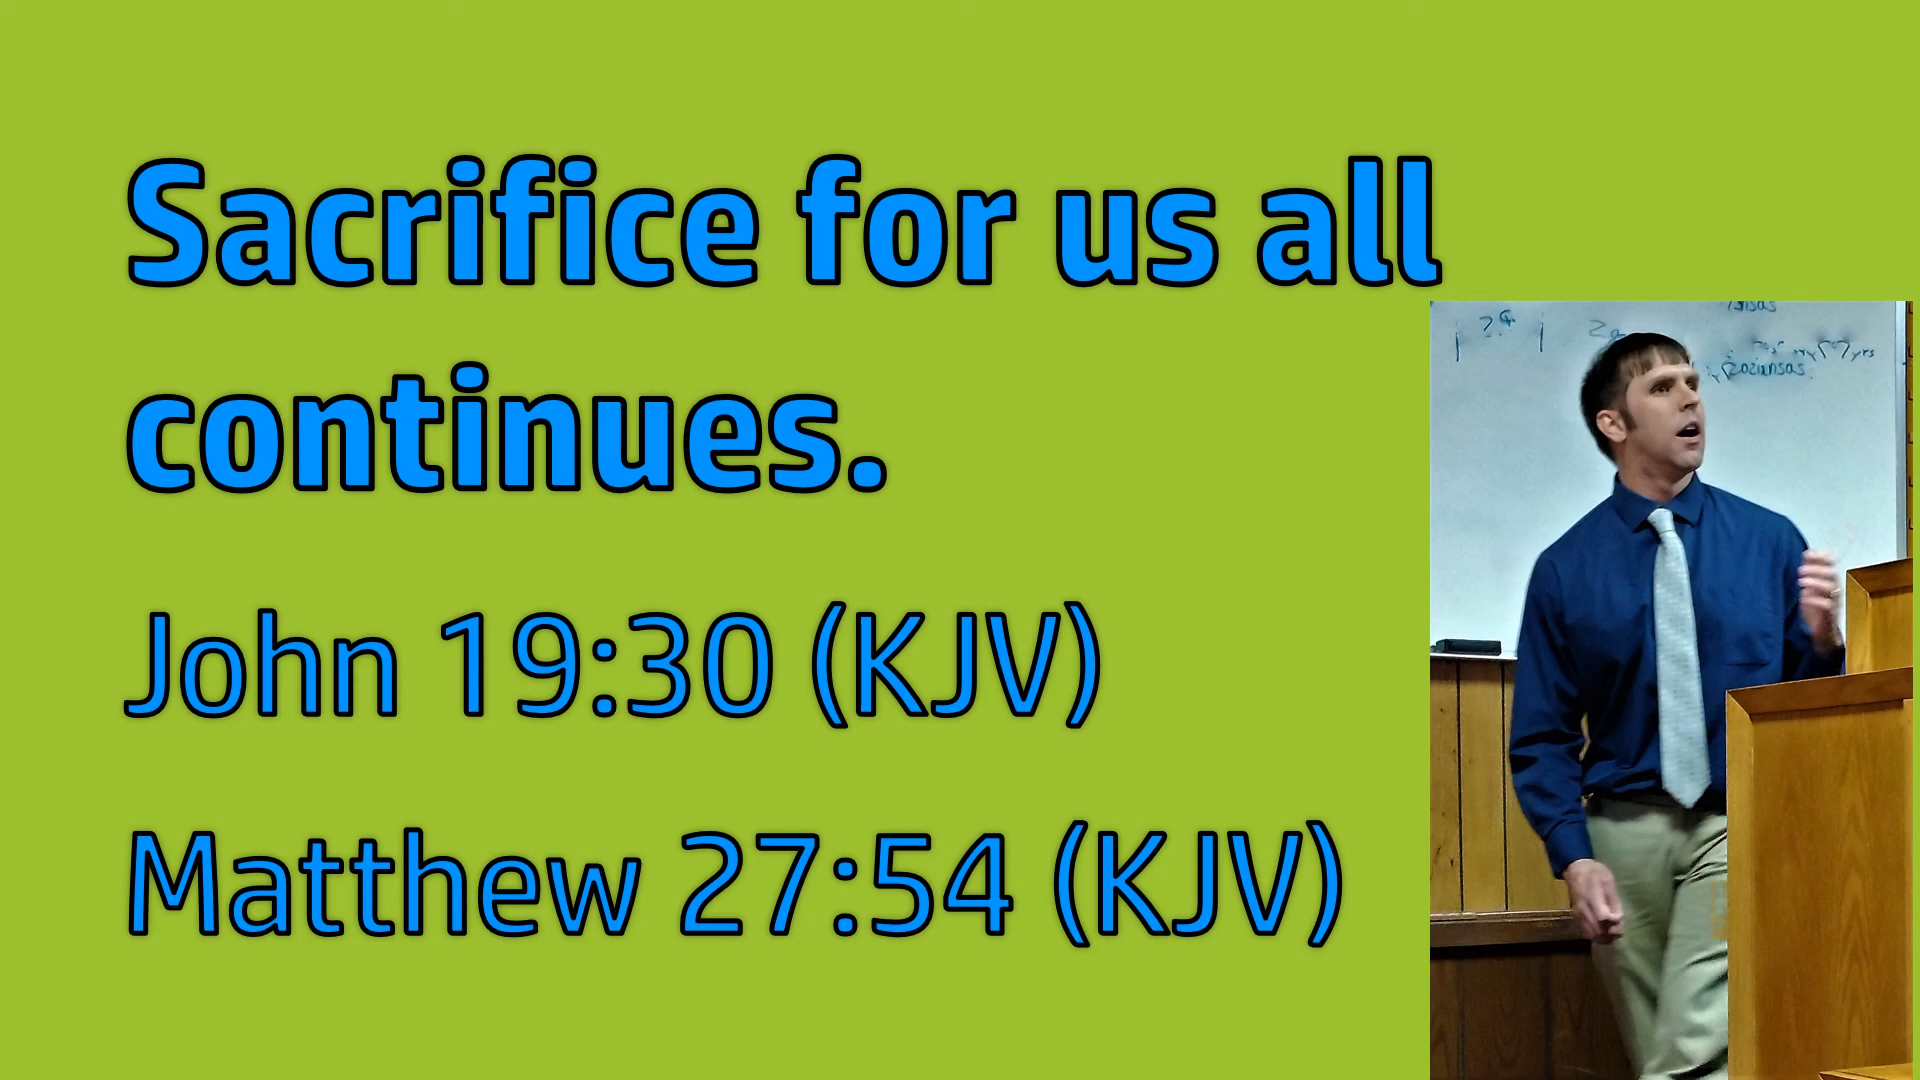 Sacrifice for us all
continues.
John 19:30 (KJV)
Matthew 27:54 (KJV)